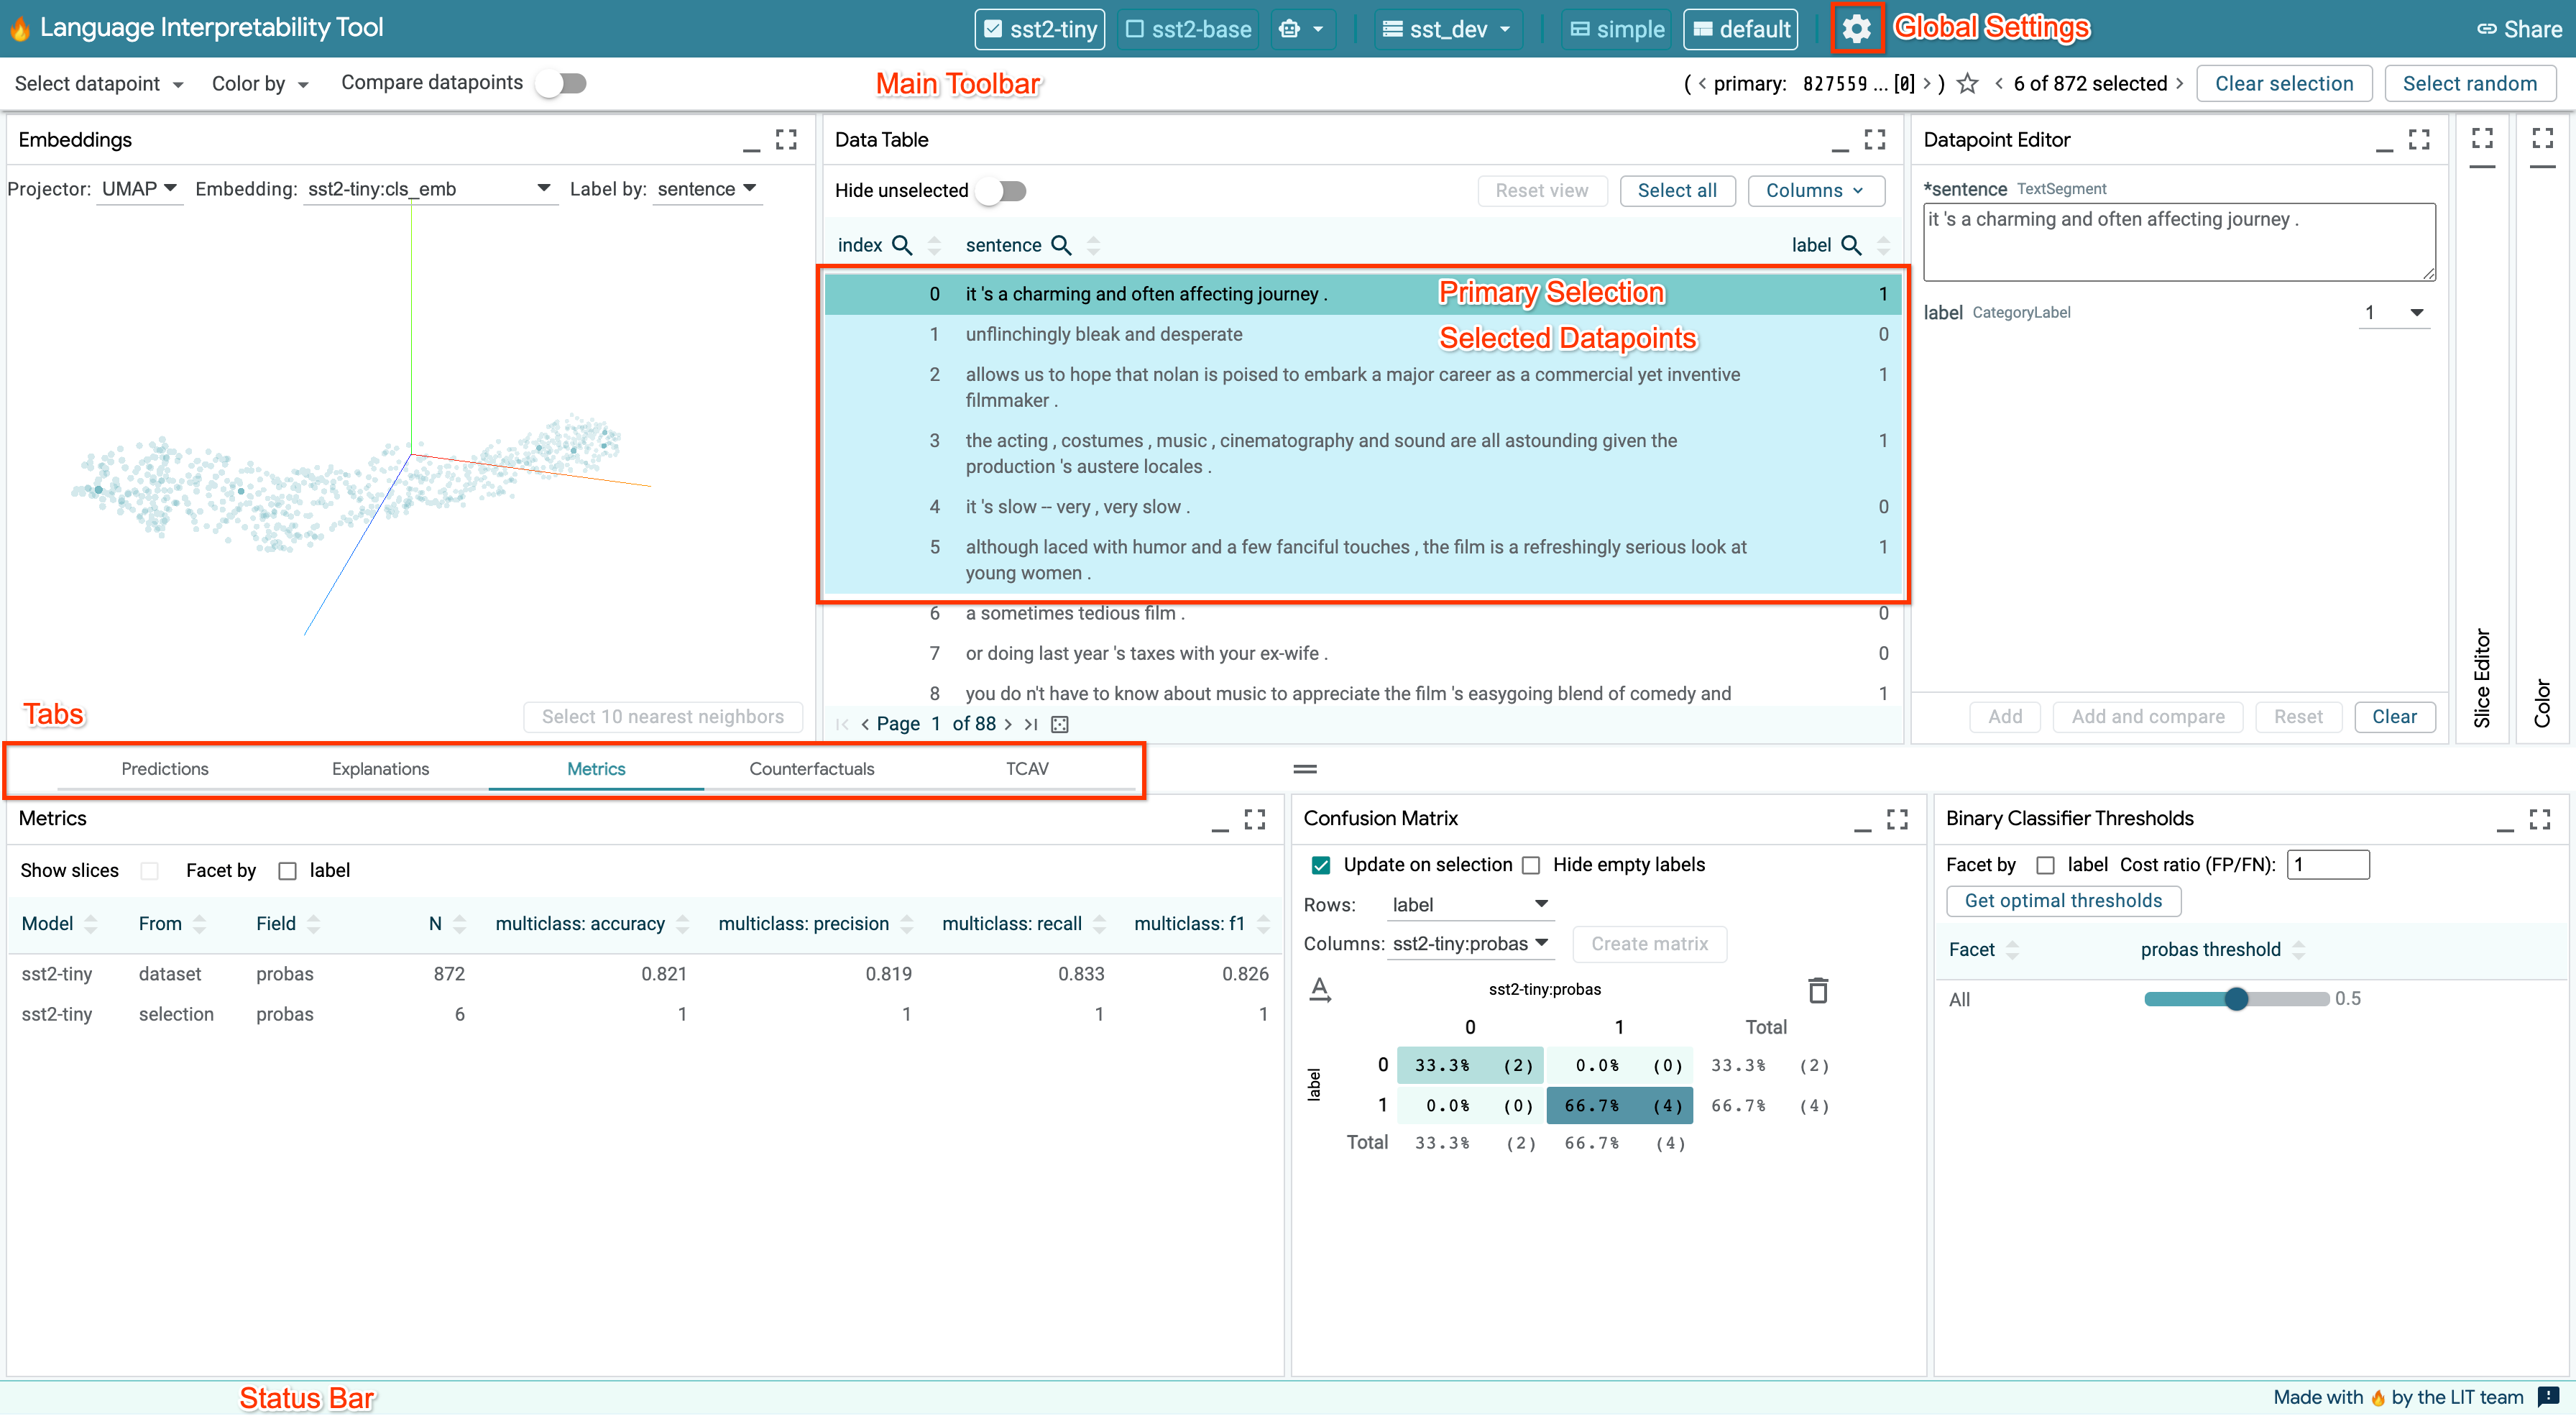 Language Interpretability Tool
sst2-tiny
sst2-base
sst_dev
simple
default
Global Settings
Share
Select datapoint
Color by
Compare datapoints
Main Toolbar
( < primary: 827559 ... [0] > )
< 6 of 872 selected >
Clear selection
Select random
Embeddings
Projector: UMAP
Embedding: sst2-tiny:cls_emb
Label by: sentence
Select 10 nearest neighbors
Data Table
Hide unselected
Reset view
Select all
Columns
index sentence label
0 it 's a charming and often affecting journey . 1
Primary Selection
1 unflinchingly bleak and desperate 0
Selected Datapoints
2 allows us to hope that nolan is poised to embark a major career as a commercial yet inventive 1
filmmaker .
3 the acting , costumes , music , cinematography and sound are all astounding given the 1
production 's austere locales .
4 it 's slow -- very , very slow . 0
5 although laced with humor and a few fanciful touches , the film is a refreshingly serious look at 1
young women .
6 a sometimes tedious film . 0
7 or doing last year 's taxes with your ex-wife . 0
8 you do n't have to know about music to appreciate the film 's easygoing blend of comedy and 1
Page 1 of 88
Datapoint Editor
*sentence TextSegment
it 's a charming and often affecting journey .
label CategoryLabel 1
Add
Add and compare
Reset
Clear
Slice Editor
Color
Tabs
Predictions
Explanations
Metrics
Counterfactuals
TCAV
Metrics
Show slices
Facet by label
Model From Field N multiclass: accuracy multiclass: precision multiclass: recall multiclass: f1
sst2-tiny dataset probas 872 0.821 0.819 0.833 0.826
sst2-tiny selection probas 6 1 1 1 1
Confusion Matrix
Update on selection
Hide empty labels
Rows: label
Columns: sst2-tiny:probas
Create matrix
sst2-tiny:probas
0 1 Total
label
0 33.3% (2) 0.0% (0) 33.3% (2)
1 0.0% (0) 66.7% (4) 66.7% (4)
Total 33.3% (2) 66.7% (4)
Binary Classifier Thresholds
Facet by label Cost ratio (FP/FN): 1
Get optimal thresholds
Facet probas threshold
All 0.5
Status Bar
Made with 🔥 by the LIT team